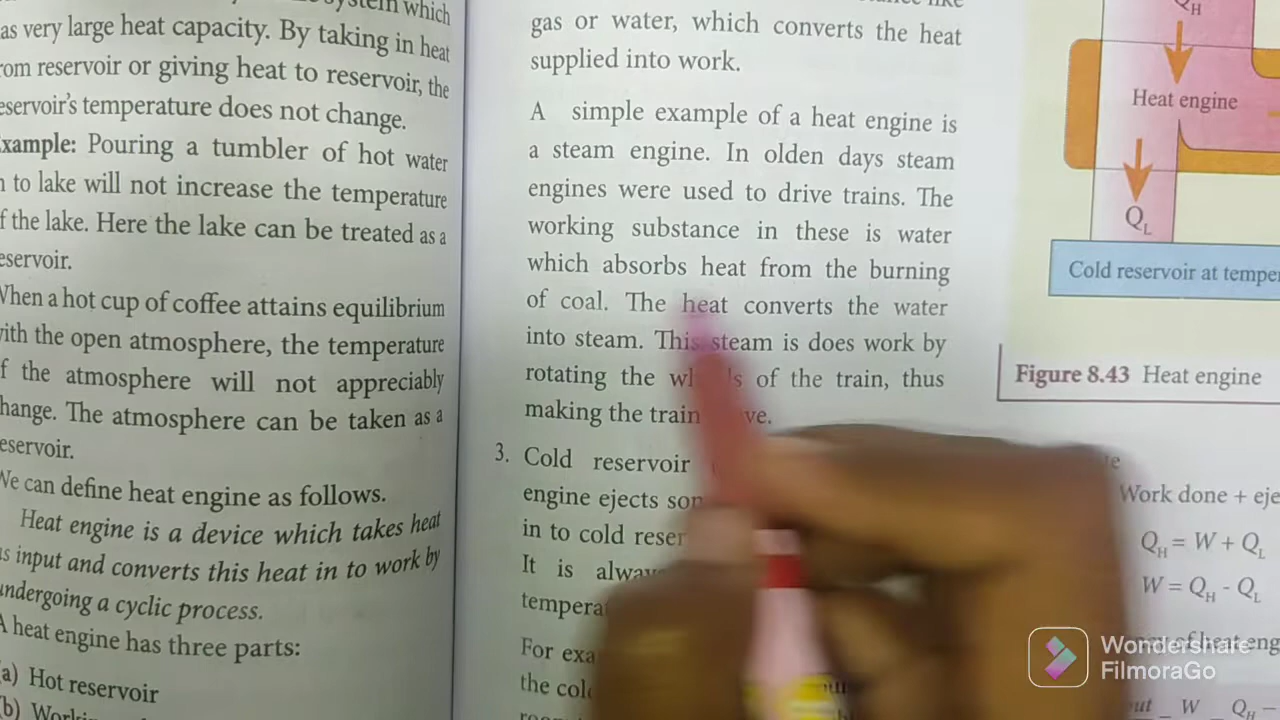 system which
as very large heat capacity. By taking in heat
rom reservoir or giving heat to reservoir, the
eservoir's temperature does not change.
xample: Pouring a tumbler of hot water
n to lake will not increase the temperature
f the lake. Here the lake can be treated as a
eservoir.
When a hot cup of coffee attains equilibrium
with the open atmosphere, the temperature
f the atmosphere will not appreciably
hange. The atmosphere can be taken as a
eservoir.
We can define heat engine as follows.
Heat engine is a device which takes heat
as input and converts this heat in to work by
undergoing a cyclic process.
A heat engine has three parts:
a) Hot reservoir
(b)
gas or water, which converts the heat
supplied into work.
A simple example of a heat engine is
a steam engine. In olden days steam
engines were used to drive trains. The
working substance in these is water
which absorbs heat from the burning
of coal. The heat converts the water
into steam. This steam is does work by
rotating the of the train, thus
making the train
3. Cold reservoir
engine ejects
in to cold
It is
For
the
Q_H
Heat engine
Q_L
Cold reservoir at
Figure 8.43 Heat engine
Work done +
Q_H = W + Q_L
W = Q_H - Q_L
of heat
W Q_H –
Wondershare
FilmoraGo